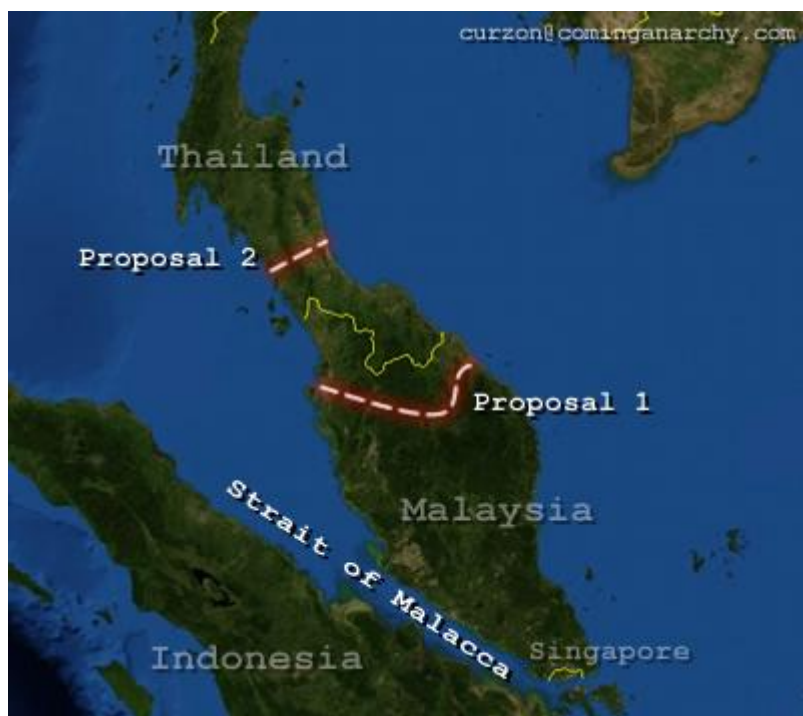 curzon@cominganarchy.com
Thailand
Proposal 2
Proposal 1
Strait of Malacca
Malaysia
Indonesia
Singapore